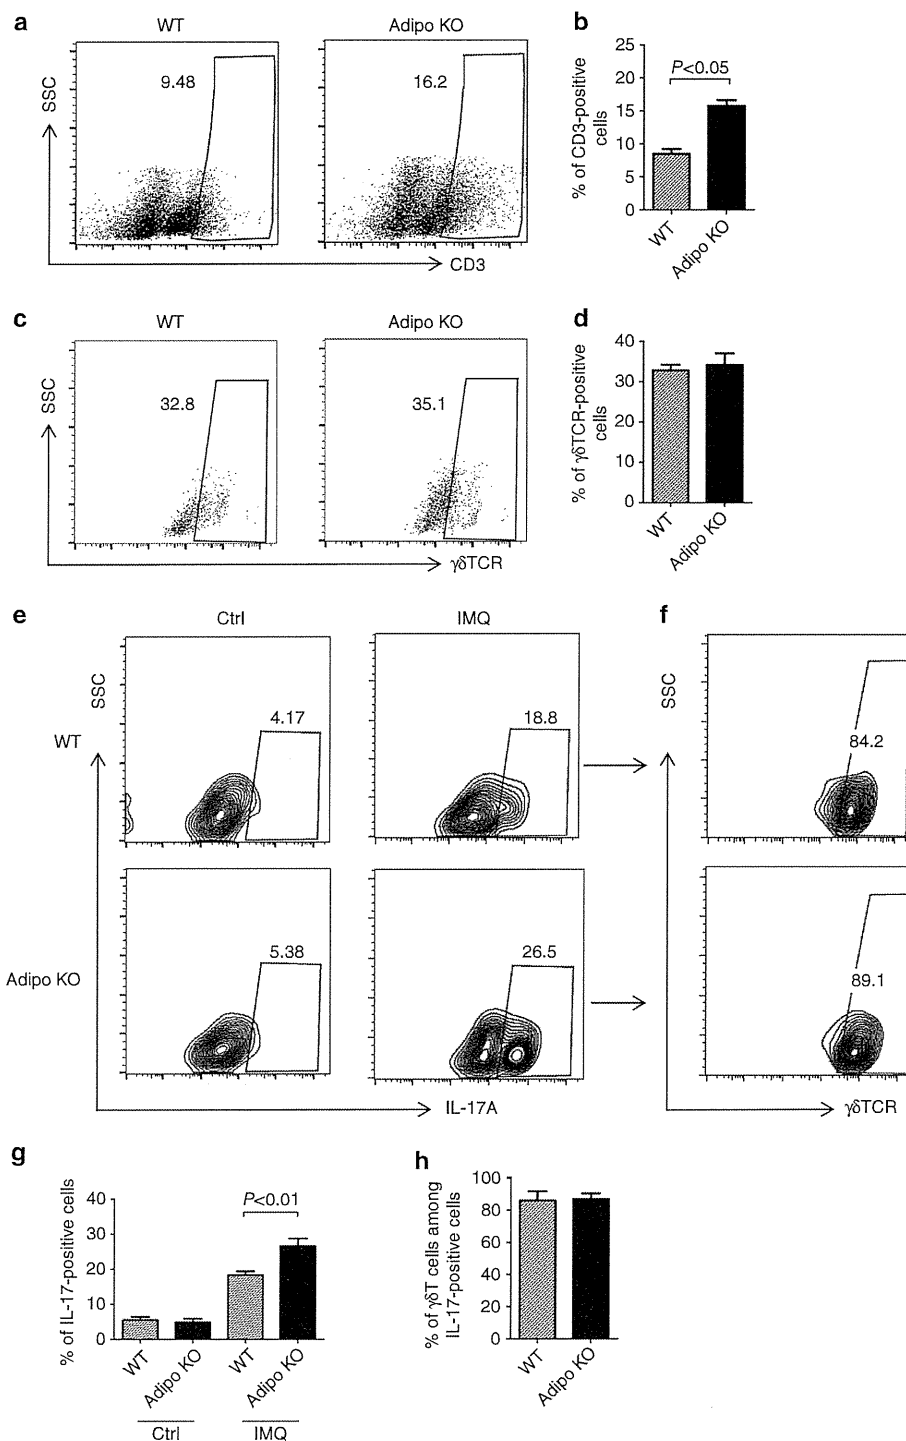 a
WT
Adipo KO
SSC
9.48
16.2
CD3
b
% of CD3-positive
cells
25
20
15
10
5
0
P<0.05
WT
Adipo KO
c
WT
Adipo KO
SSC
32.8
35.1
γδTCR
d
% of γδTCR-positive
cells
40
30
20
10
0
WT
Adipo KO
e
Ctrl
IMQ
SSC
WT
4.17
18.8
Adipo KO
5.38
26.5
IL-17A
f
SSC
84.2
89.1
γδTCR
g
% of IL-17-positive cells
40
30
20
10
0
P<0.01
WT
Adipo KO
WT
Adipo KO
Ctrl
IMQ
h
% of γδT cells among
IL-17-positive cells
100
80
60
40
20
0
WT
Adipo KO